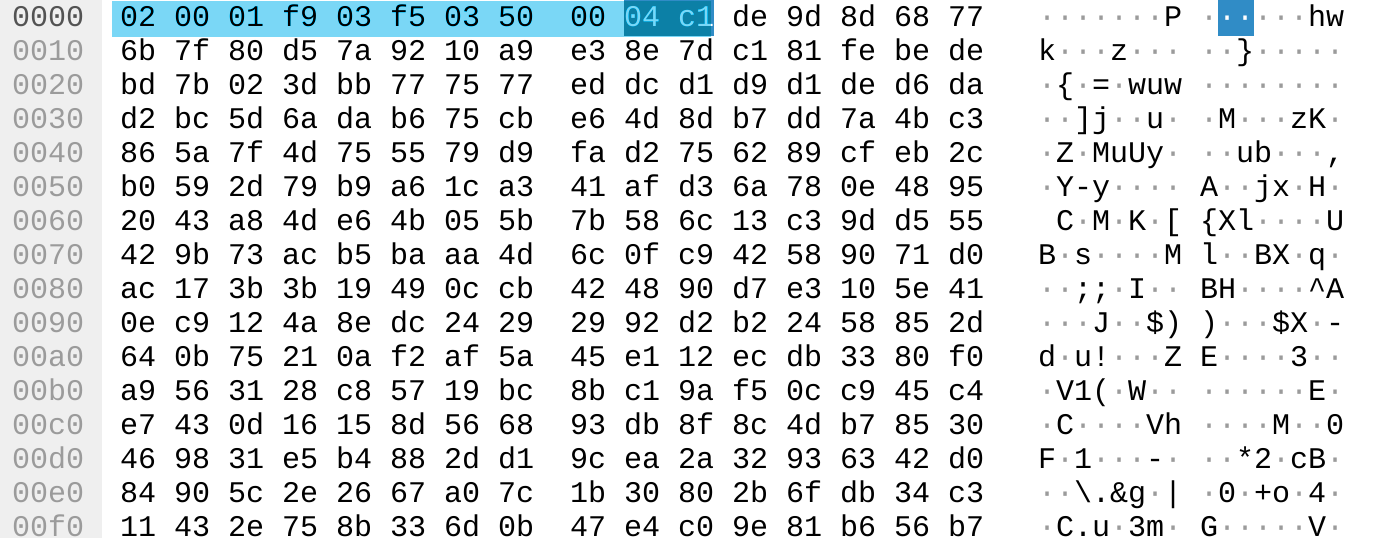 0000 02 00 01 f9 03 f5 03 50 00 04 c1 de 9d 8d 68 77 ·······P ·······hw
0010 6b 7f 80 d5 7a 92 10 a9 e3 8e 7d c1 81 fe be de k···z··· ··}·····
0020 bd 7b 02 3d bb 77 75 77 ed dc d1 d9 d1 de d6 da ·{·=·wuw ········
0030 d2 bc 5d 6a da b6 75 cb e6 4d 8d b7 dd 7a 4b c3 ··]j··u· ·M···zK·
0040 86 5a 7f 4d 75 55 79 d9 fa d2 75 62 89 cf eb 2c ·Z·MuUy· ··ub···,
0050 b0 59 2d 79 b9 a6 1c a3 41 af d3 6a 78 0e 48 95 ·Y-y···· A··jx·H·
0060 20 43 a8 4d e6 4b 05 5b 7b 58 6c 13 c3 9d d5 55  C·M·K·[ {Xl····U
0070 42 9b 73 ac b5 ba aa 4d 6c 0f c9 42 58 90 71 d0 B·s····M l··BX·q·
0080 ac 17 3b 3b 19 49 0c cb 42 48 90 d7 e3 10 5e 41 ··;;·I·· BH····^A
0090 0e c9 12 4a 8e dc 24 29 29 92 d2 b2 24 58 85 2d ···J··$) )···$X·-
00a0 64 0b 75 21 0a f2 af 5a 45 e1 12 ec db 33 80 f0 d·u!···Z E····3··
00b0 a9 56 31 28 c8 57 19 bc 8b c1 9a f5 0c c9 45 c4 ·V1(·W·· ······E·
00c0 e7 43 0d 16 15 8d 56 68 93 db 8f 8c 4d b7 85 30 ·C····Vh ····M··0
00d0 46 98 31 e5 b4 88 2d d1 9c ea 2a 32 93 63 42 d0 F·1···-· ··*2·cB·
00e0 84 90 5c 2e 26 67 a0 7c 1b 30 80 2b 6f db 34 c3 ··\.&g·| ·0·+o·4·
00f0 11 43 2e 75 8b 33 6d 0b 47 e4 c0 9e 81 b6 56 b7 ·C.u·3m· G·····V·